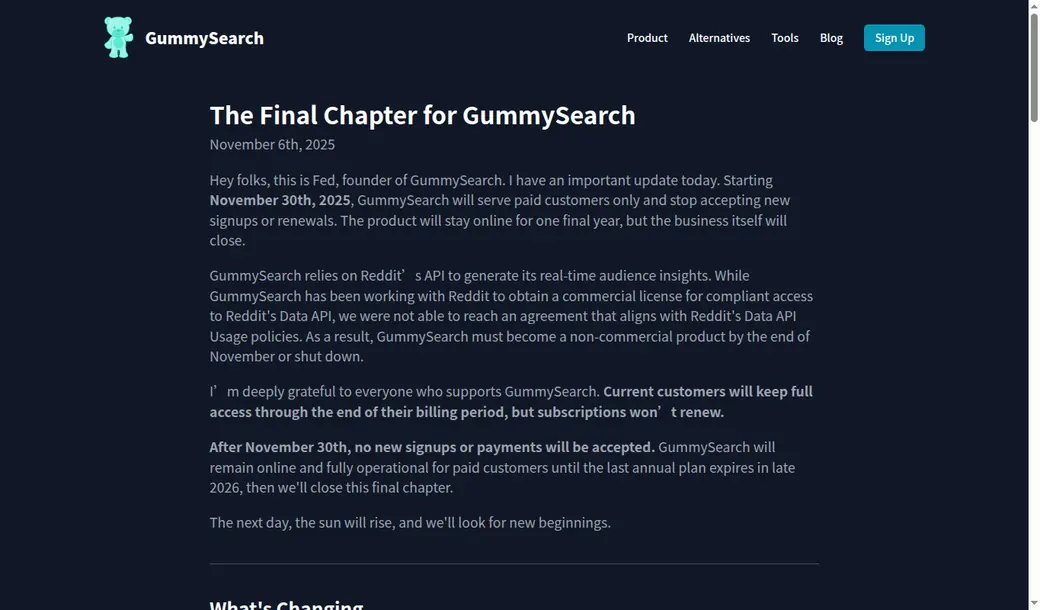 GummySearch
Product
Alternatives
Tools
Blog
Sign Up
The Final Chapter for GummySearch
November 6th, 2025
Hey folks, this is Fed, founder of GummySearch. I have an important update today. Starting
November 30th, 2025, GummySearch will serve paid customers only and stop accepting new
signups or renewals. The product will stay online for one final year, but the business itself will
close.
GummySearch relies on Reddit’s API to generate its real-time audience insights. While
GummySearch has been working with Reddit to obtain a commercial license for compliant access
to Reddit's Data API, we were not able to reach an agreement that aligns with Reddit's Data API
Usage policies. As a result, GummySearch must become a non-commercial product by the end of
November or shut down.
I’m deeply grateful to everyone who supports GummySearch. Current customers will keep full
access through the end of their billing period, but subscriptions won’t renew.
After November 30th, no new signups or payments will be accepted. GummySearch will
remain online and fully operational for paid customers until the last annual plan expires in late
2026, then we'll close this final chapter.
The next day, the sun will rise, and we'll look for new beginnings.
What's Changing